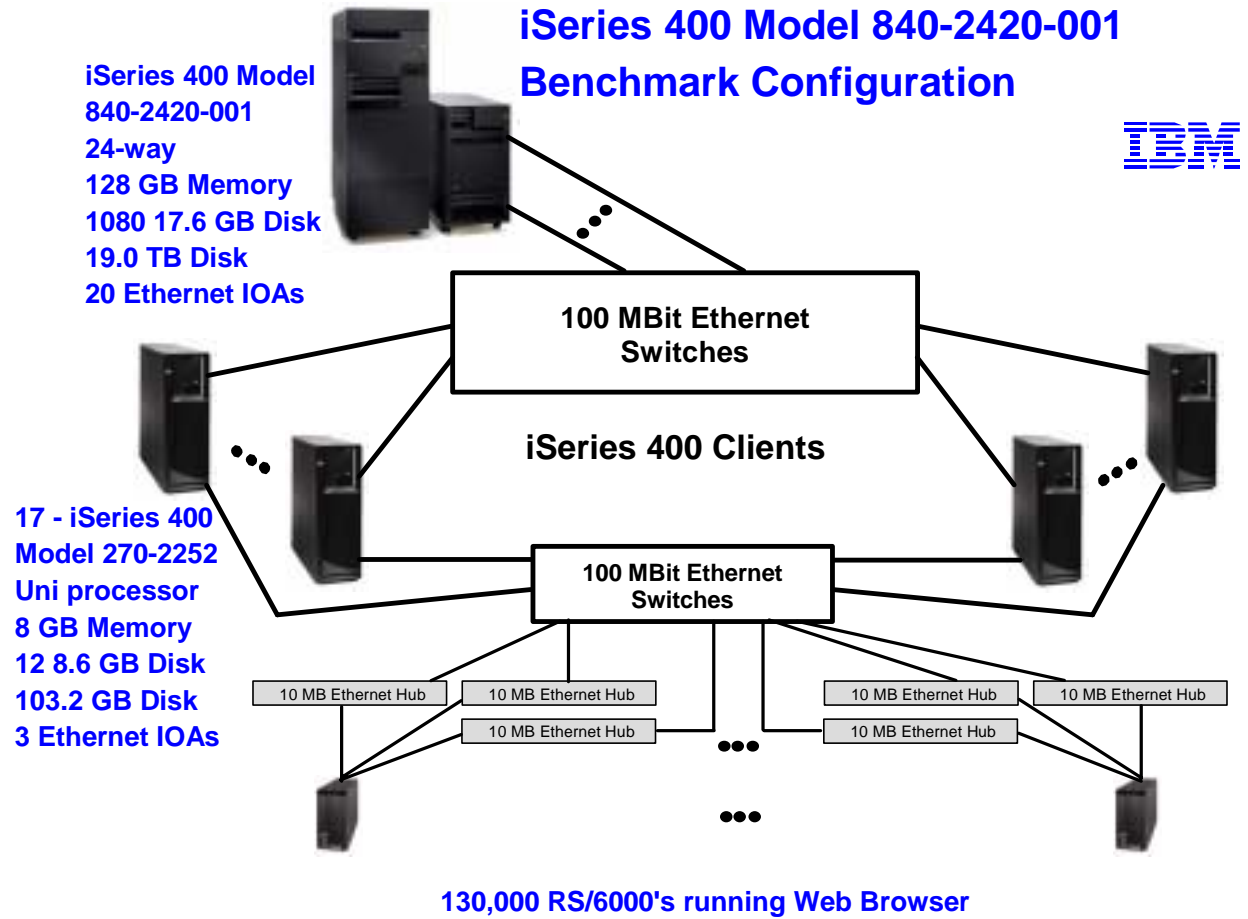 iSeries 400 Model 840-2420-001
Benchmark Configuration
IBM
iSeries 400 Model
840-2420-001
24-way
128 GB Memory
1080 17.6 GB Disk
19.0 TB Disk
20 Ethernet IOAs
100 MBit Ethernet
Switches
iSeries 400 Clients
17 - iSeries 400
Model 270-2252
Uni processor
8 GB Memory
12 8.6 GB Disk
103.2 GB Disk
3 Ethernet IOAs
100 MBit Ethernet
Switches
10 MB Ethernet Hub
10 MB Ethernet Hub
10 MB Ethernet Hub
10 MB Ethernet Hub
10 MB Ethernet Hub
10 MB Ethernet Hub
130,000 RS/6000's running Web Browser